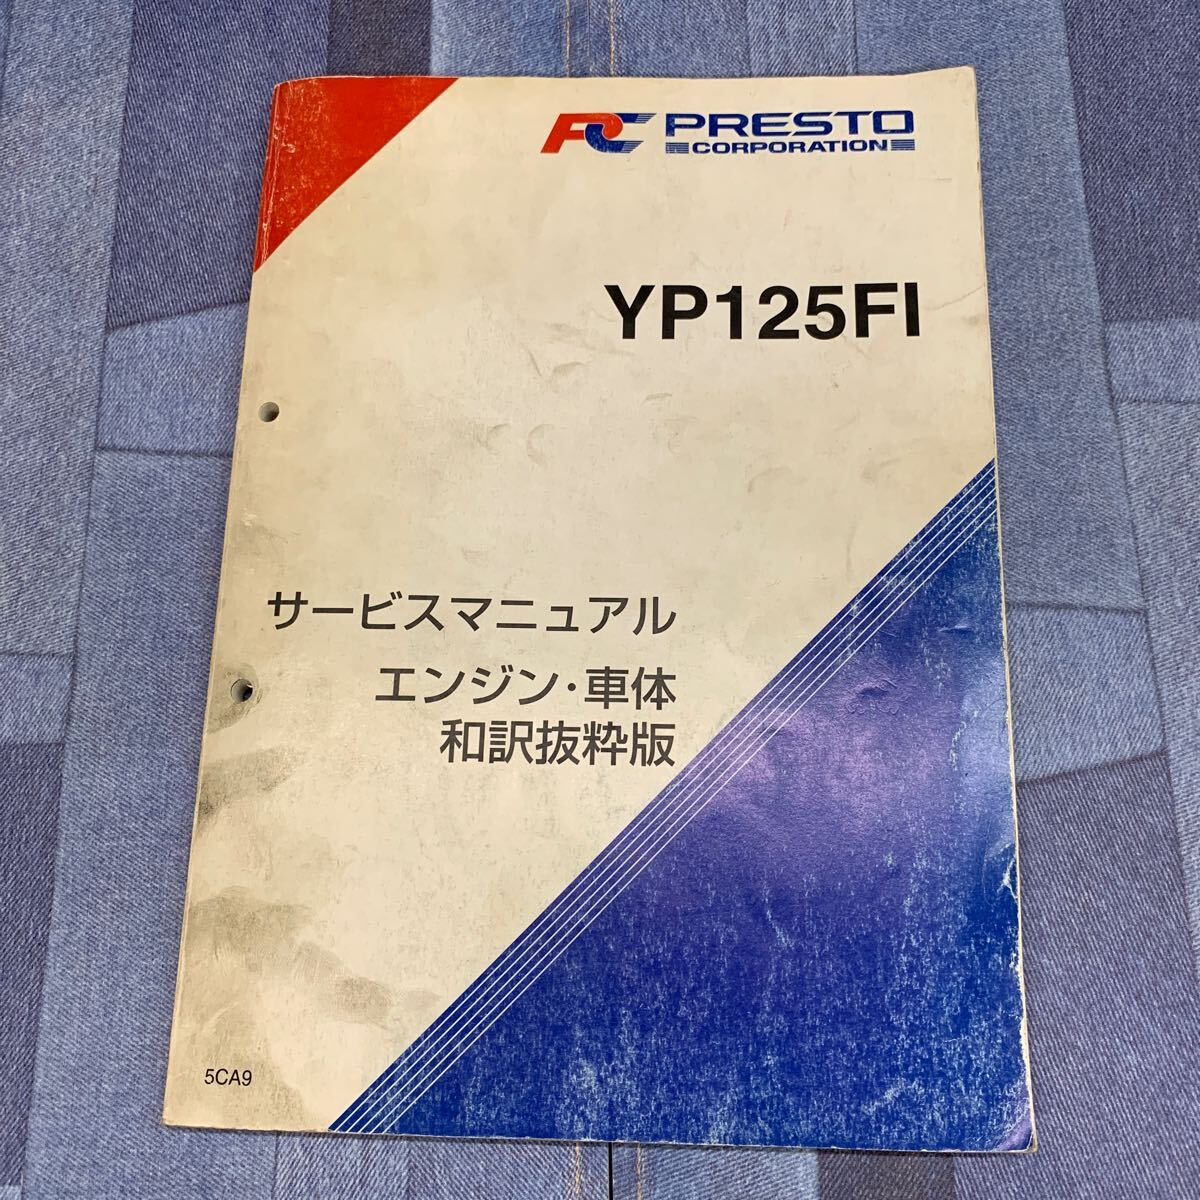 PC PRESTO
CORPORATION
YP125FI
サービスマニュアル
エンジン・車体
和訳抜粋版
5CA9